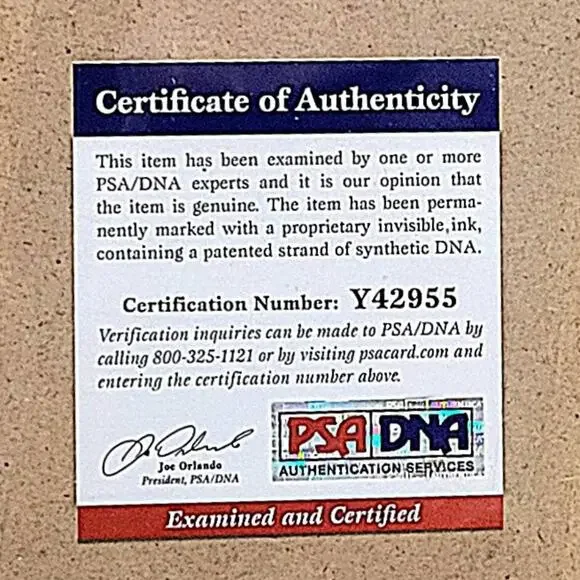 Certificate of Authenticity
This item has been examined by one or more
PSA/DNA experts and it is our opinion that
the item is genuine. The item has been perma-
nently marked with a proprietary invisible, ink,
containing a patented strand of synthetic DNA.
Certification Number: Y42955
Verification inquiries can be made to PSA/DNA by
calling 800-325-1121 or by visiting psacard.com and
entering the certification number above.
Joe Orlando
President, PSA/DNA
PSA DNA
AUTHENTICATION SERVICES
Examined and Certified